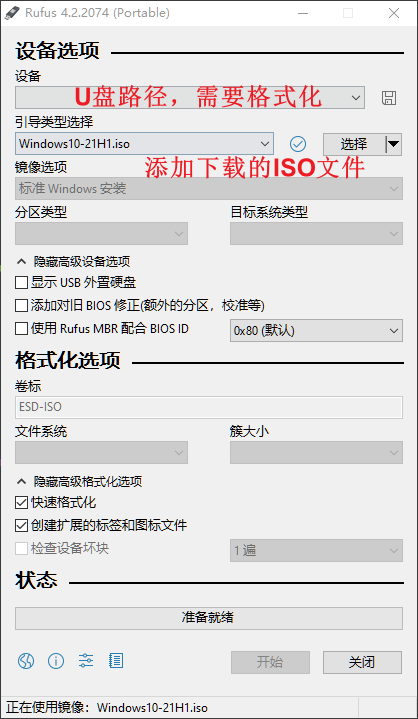 Rufus 4.2.2074 (Portable)
设备选项
设备
U盘路径，需要格式化
引导类型选择
Windows10-21H1.iso
选择
添加下载的ISO文件
镜像选项
标准 Windows 安装
分区类型
目标系统类型
隐藏高级设备选项
显示 USB 外置硬盘
添加对旧 BIOS 修正(额外的分区，校准等)
使用 Rufus MBR 配合 BIOS ID
0x80 (默认)
格式化选项
卷标
ESD-ISO
文件系统
簇大小
隐藏高级格式化选项
快速格式化
创建扩展的标签和图标文件
检查设备坏块
1 遍
状态
准备就绪
开始
关闭
正在使用镜像：Windows10-21H1.iso